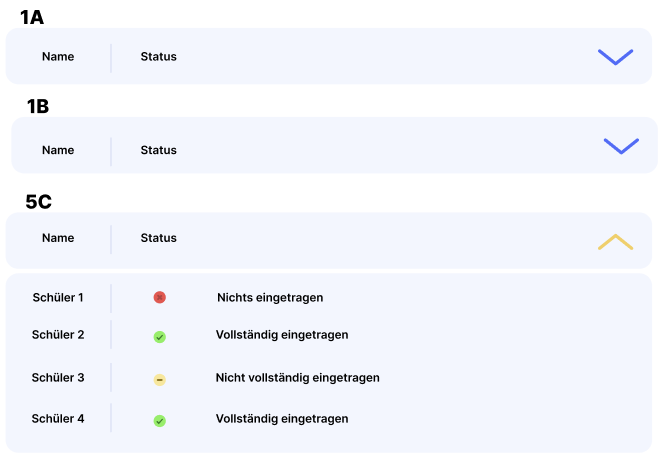 1A
Name Status
1B
Name Status
5C
Name Status
Schüler 1 Nichts eingetragen
Schüler 2 Vollständig eingetragen
Schüler 3 Nicht vollständig eingetragen
Schüler 4 Vollständig eingetragen